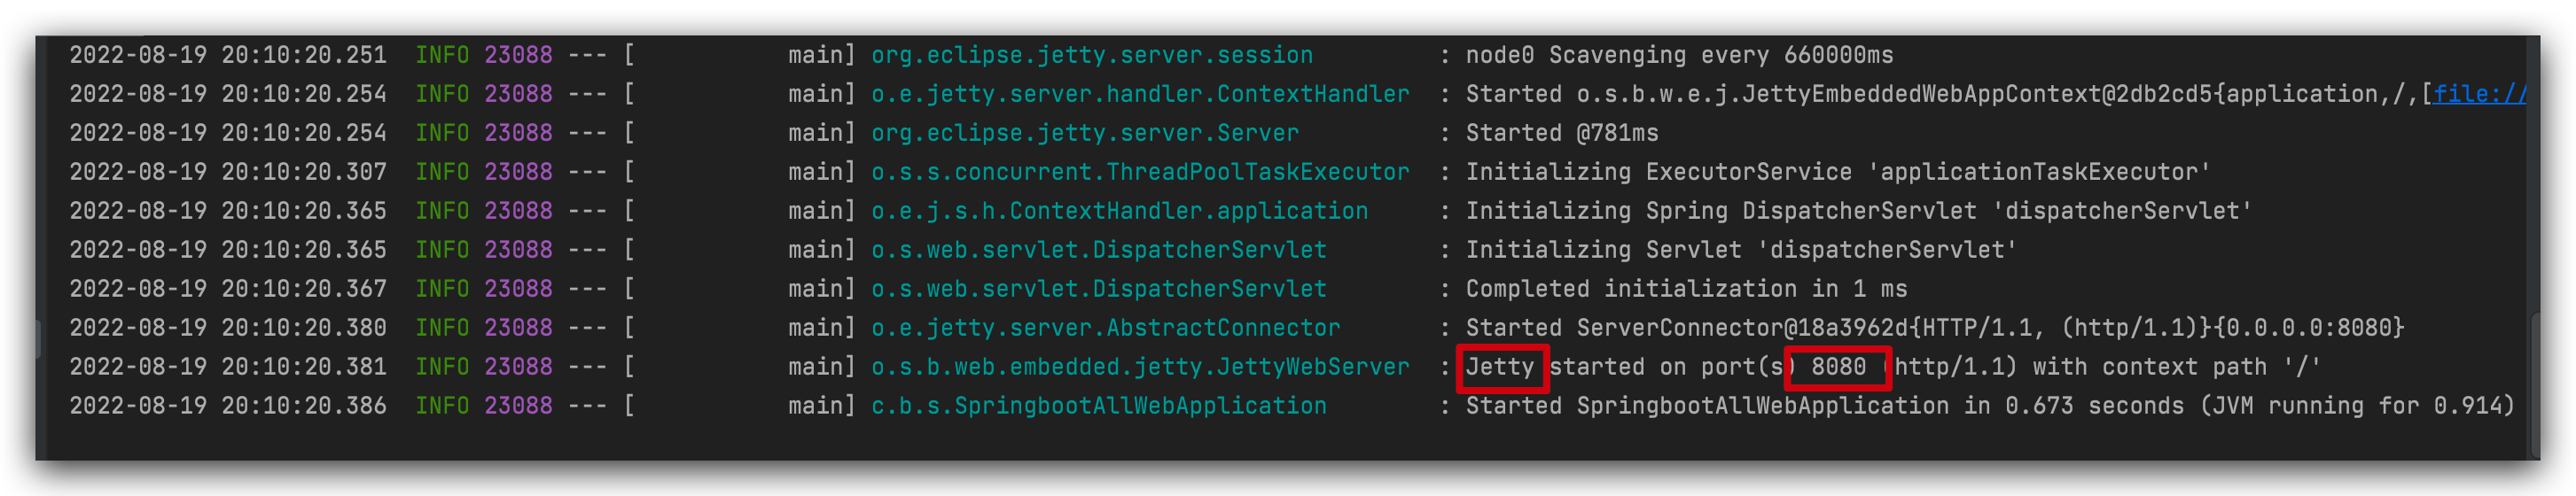 2022-08-19 20:10:20.251  INFO 23088 --- [           main] org.eclipse.jetty.server.session         : node0 Scavenging every 660000ms
2022-08-19 20:10:20.254  INFO 23088 --- [           main] o.e.jetty.server.handler.ContextHandler  : Started o.s.b.w.e.j.JettyEmbeddedWebAppContext@2db2cd5{application,/,[file://
2022-08-19 20:10:20.254  INFO 23088 --- [           main] org.eclipse.jetty.server.Server          : Started @781ms
2022-08-19 20:10:20.307  INFO 23088 --- [           main] o.s.s.concurrent.ThreadPoolTaskExecutor  : Initializing ExecutorService 'applicationTaskExecutor'
2022-08-19 20:10:20.365  INFO 23088 --- [           main] o.e.j.s.h.ContextHandler.application     : Initializing Spring DispatcherServlet 'dispatcherServlet'
2022-08-19 20:10:20.365  INFO 23088 --- [           main] o.s.web.servlet.DispatcherServlet        : Initializing Servlet 'dispatcherServlet'
2022-08-19 20:10:20.367  INFO 23088 --- [           main] o.s.web.servlet.DispatcherServlet        : Completed initialization in 1 ms
2022-08-19 20:10:20.380  INFO 23088 --- [           main] o.e.jetty.server.AbstractConnector       : Started ServerConnector@18a3962d{HTTP/1.1, (http/1.1)}{0.0.0.0:8080}
2022-08-19 20:10:20.381  INFO 23088 --- [           main] o.s.b.web.embedded.jetty.JettyWebServer  : Jetty started on port(s) 8080 (http/1.1) with context path '/'
2022-08-19 20:10:20.386  INFO 23088 --- [           main] c.b.s.SpringbootAllWebApplication        : Started SpringbootAllWebApplication in 0.673 seconds (JVM running for 0.914)